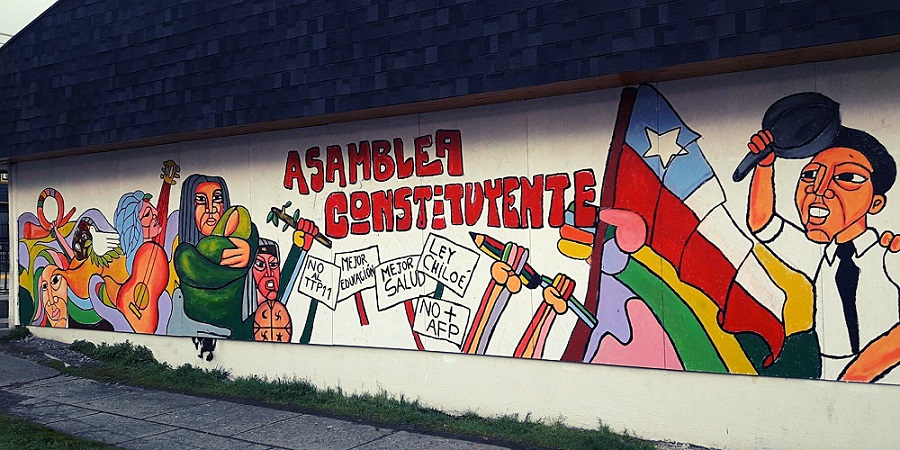 ASAMBLEA
CONSTITUYENTE
NO
AL
TPP11
MEJOR
EDUCACIÓN
MEJOR
SALUD
LEY
CHILOÉ
NO +
AFP